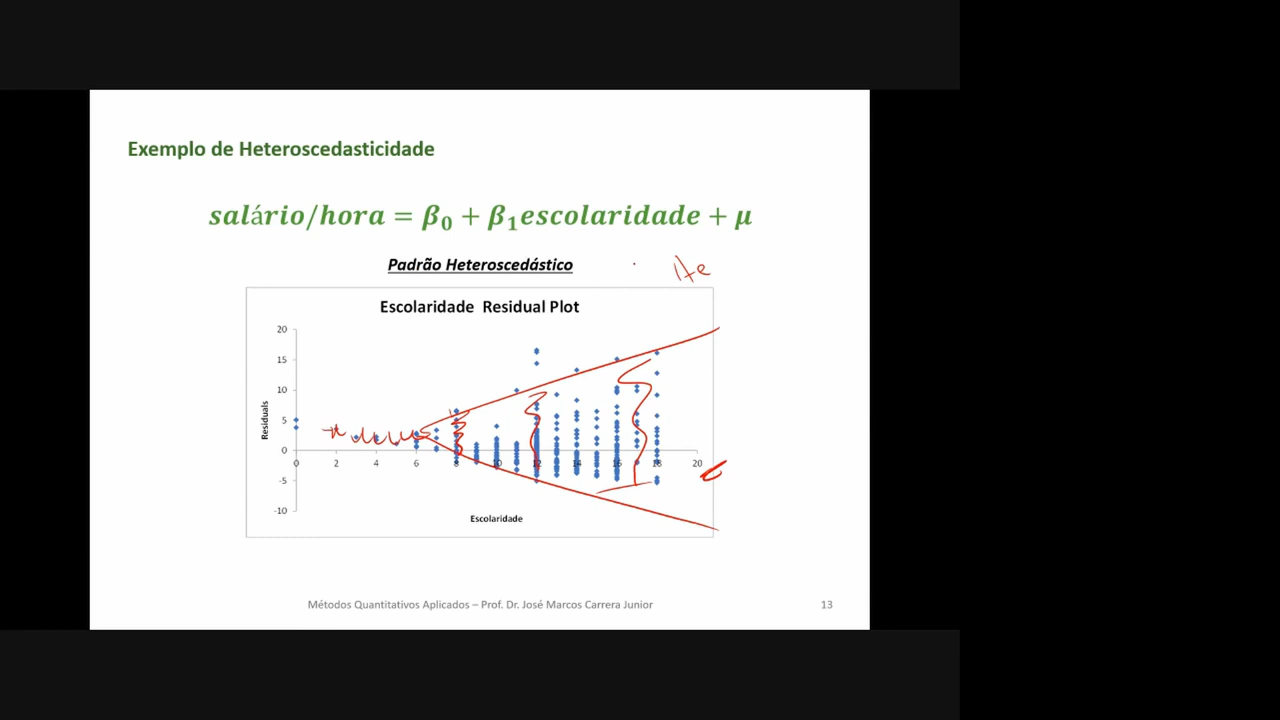 Exemplo de Heteroscedasticidade
salário/hora = β₀ + β₁escolaridade + μ
Padrão Heteroscedástico
Escolaridade Residual Plot
20
15
10
5
0
-5
-10
Residuals
0 2 4 6 8 10 12 14 16 18 20
Escolaridade
Métodos Quantitativos Aplicados – Prof. Dr. José Marcos Carrera Junior 13